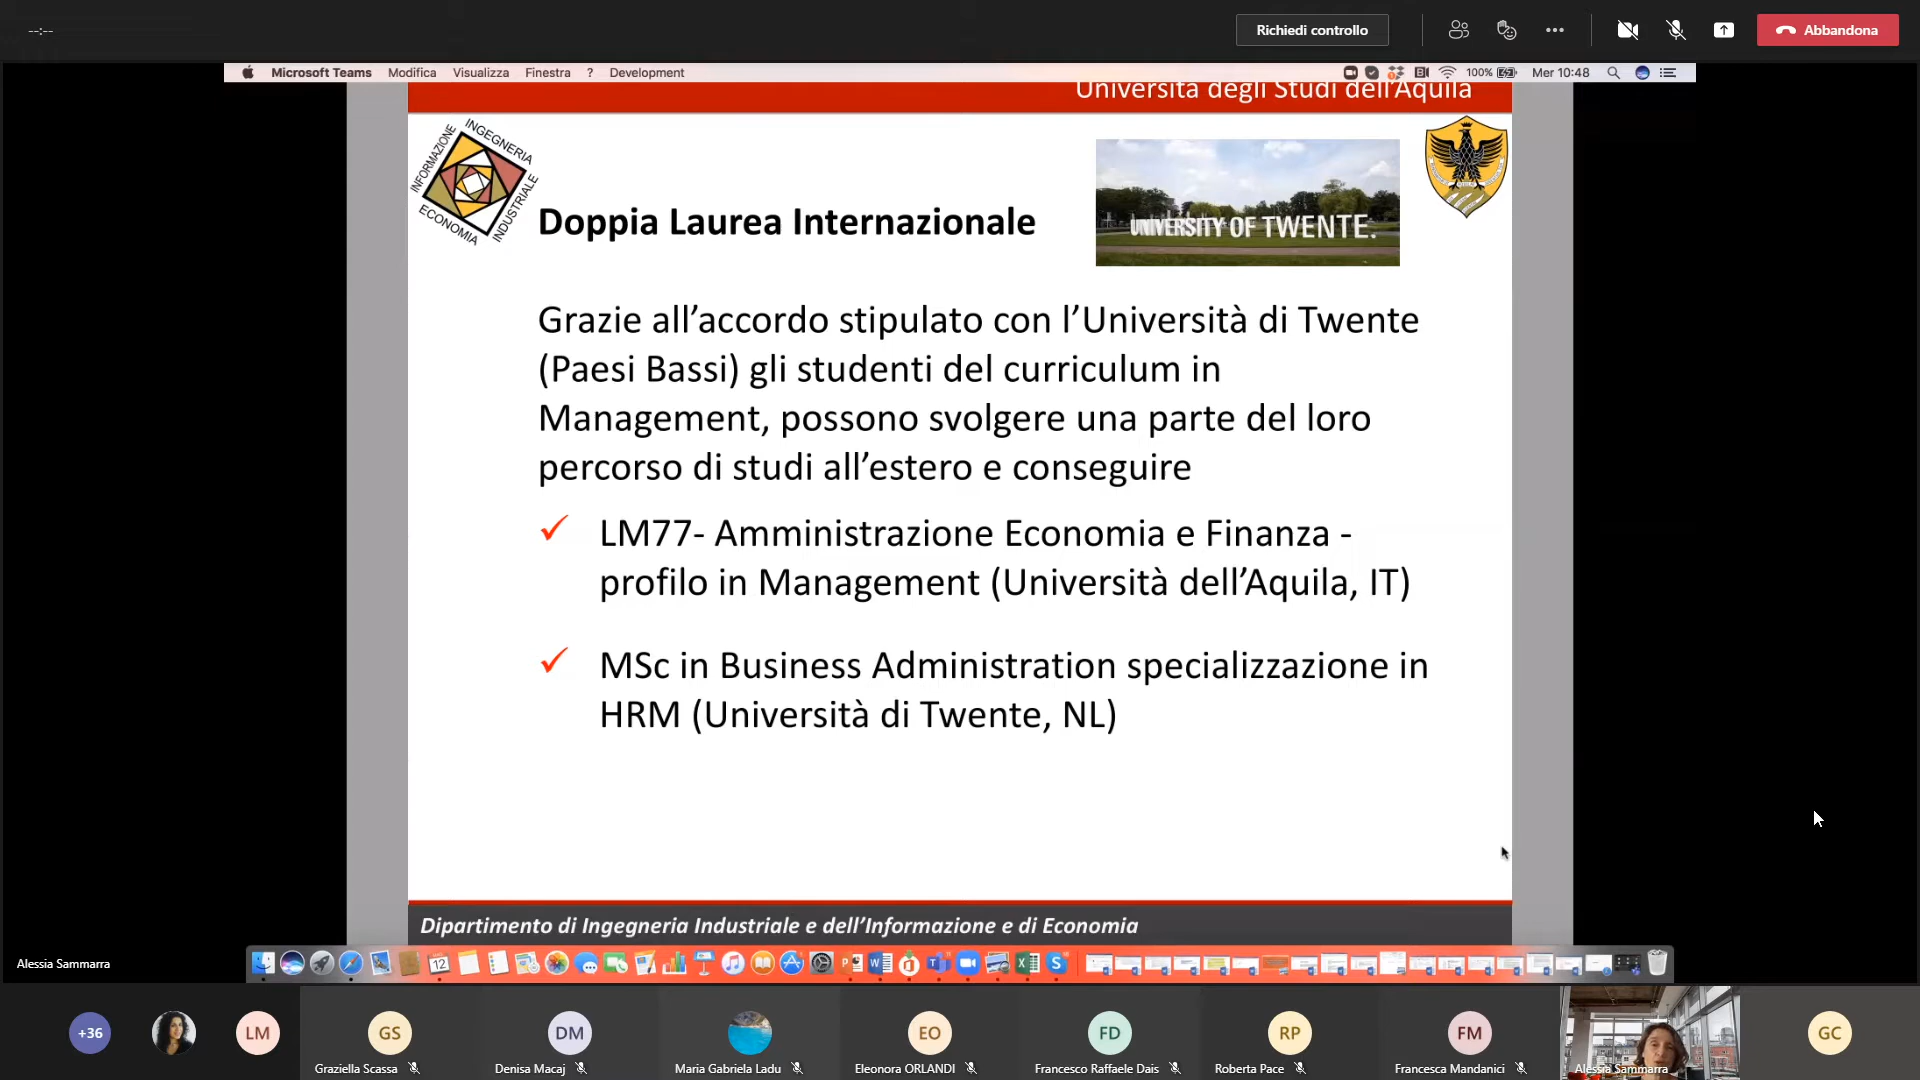 --:--
Richiedi controllo
Abbandona
Microsoft Teams Modifica Visualizza Finestra ? Development
100% Mer 10:48
Università degli Studi dell'Aquila
INFORMAZIONE
INGEGNERIA
INDUSTRIALE
ECONOMIA
Doppia Laurea Internazionale
UNIVERSITY OF TWENTE.
Grazie all’accordo stipulato con l’Università di Twente
(Paesi Bassi) gli studenti del curriculum in
Management, possono svolgere una parte del loro
percorso di studi all’estero e conseguire
✓ LM77- Amministrazione Economia e Finanza -
profilo in Management (Università dell’Aquila, IT)
✓ MSc in Business Administration specializzazione in
HRM (Università di Twente, NL)
Dipartimento di Ingegneria Industriale e dell’Informazione e di Economia
Alessia Sammarra
12
+36
LM
GS
DM
EO
FD
RP
FM
GC
Graziella Scassa
Denisa Macaj
Maria Gabriela Ladu
Eleonora ORLANDI
Francesco Raffaele Dais
Roberta Pace
Francesca Mandanici
Alessia Sammarra